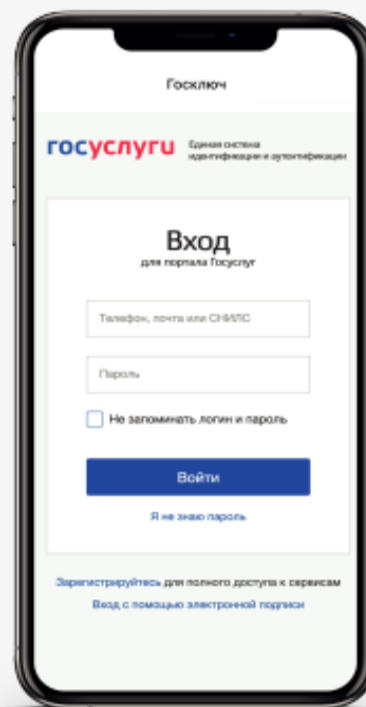 Госключ
госуслуги
Единая система
идентификации и аутентификации
Вход
для портала Госуслуг
Телефон, почта или СНИЛС
Пароль
Не запоминать логин и пароль
Войти
Я не знаю пароль
Зарегистрируйтесь для полного доступа к сервисам
Вход с помощью электронной подписи